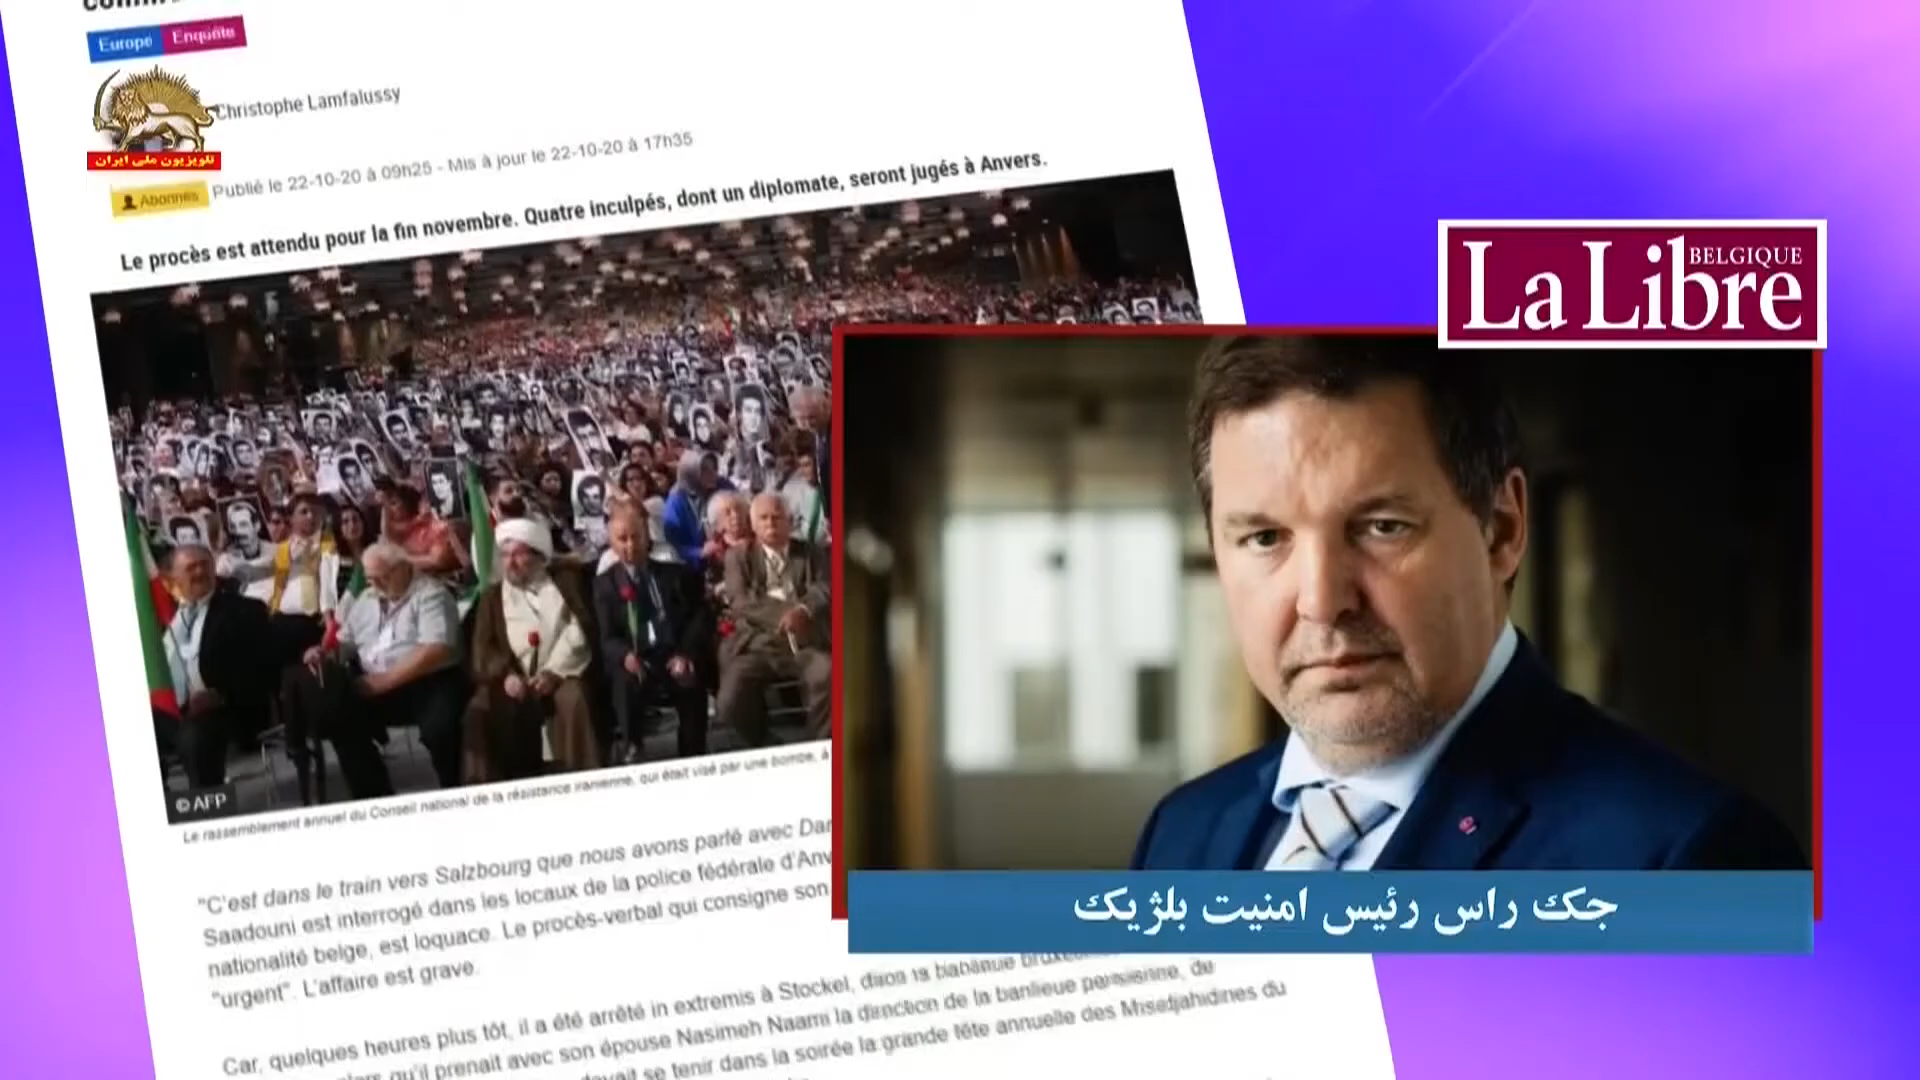 Europe Enquête
Christophe Lamfalussy
تلویزیون ملی ایران
Abonnés Publié le 22-10-20 à 09h25 - Mis à jour le 22-10-20 à 17h35
Le procès est attendu pour la fin novembre. Quatre inculpés, dont un diplomate, seront jugés à Anvers.
La Libre BELGIQUE
© AFP
Le rassemblement annuel du Conseil national de la résistance iranienne, qui était visé par une bombe, à
"C'est dans le train vers Salzbourg que nous avons parlé avec
Saadouni est interrogé dans les locaux de la police fédérale
nationalité belge, est loquace. Le procès-verbal qui consigne son
"urgent". L'affaire est grave.
Car, quelques heures plus tôt, il a été arrêté in extremis à Stockel, dans la banlieue
qu'il prenait avec son épouse Nasimeh Naami la direction de la banlieue parisienne, de
se tenir dans la soirée la grande fête annuelle des du
جک راس رئیس امنیت بلژیک